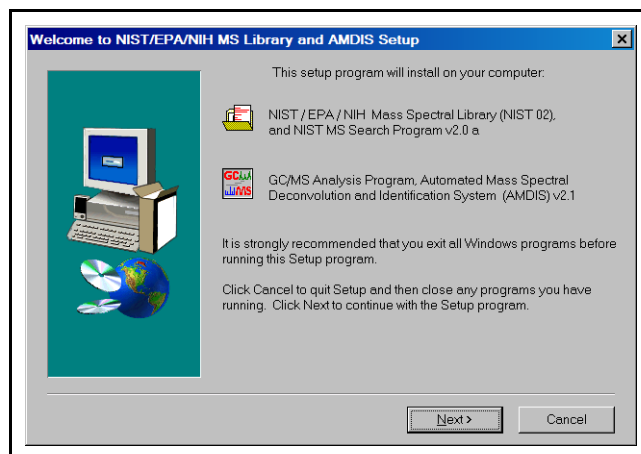 Welcome to NIST/EPA/NIH MS Library and AMDIS Setup
This setup program will install on your computer:
NIST / EPA / NIH Mass Spectral Library (NIST 02),
and NIST MS Search Program v2.0 a
GC/MS Analysis Program, Automated Mass Spectral
Deconvolution and Identification System (AMDIS) v2.1
It is strongly recommended that you exit all Windows programs before
running this Setup program.
Click Cancel to quit Setup and then close any programs you have
running. Click Next to continue with the Setup program.
Next >
Cancel